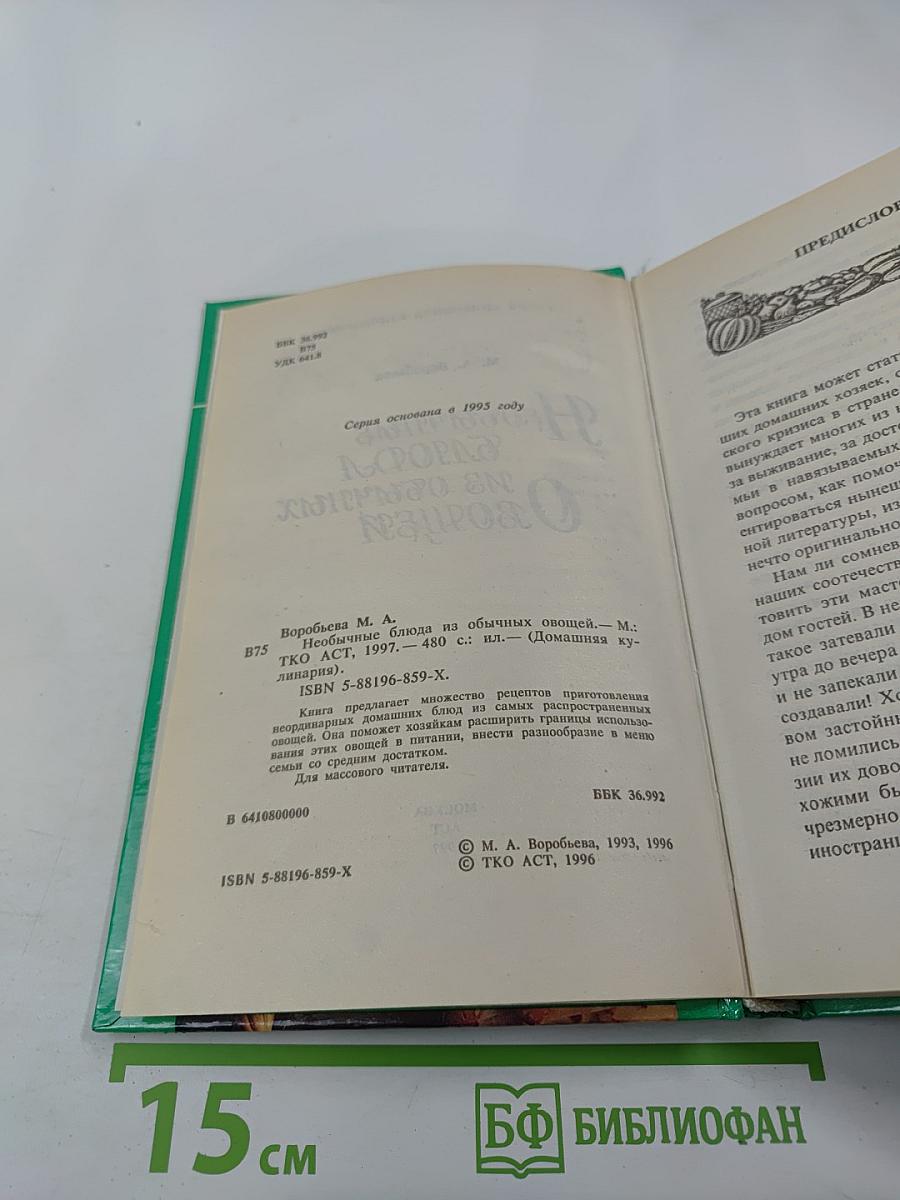 ББК 36.992
В75
УДК 641.8
Серия основана в 1995 году
Воробьева М. А.
В75 Необычные блюда из обычных овощей.— М.:
ТКО АСТ, 1997.— 480 с.: ил.— (Домашняя ку-
линария).
ISBN 5-88196-859-X.
Книга предлагает множество рецептов приготовления
неординарных домашних блюд из самых распространенных
овощей. Она поможет хозяйкам расширить границы использо-
вания этих овощей в питании, внести разнообразие в меню
семьи со средним достатком.
Для массового читателя.
В 6410800000
ББК 36.992
© М. А. Воробьева, 1993, 1996
© ТКО АСТ, 1996
ISBN 5-88196-859-X
ПРЕДИСЛОВ
Эта книга может стат
ших домашних хозяек, с
ского кризиса в стране
вынуждает многих из н
за выживание, за дост
мьи в навязываемых
вопросом, как помоч
ентироваться нынеш
ной литературы, из
нечто оригинально
Нам ли сомнев
наших соотечеств
товить эти масте
дом гостей. В не
такое затевали
утра до вечера
и не запекали
создавали! Хо
вом застойн
не ломились
зии их дово
хожими бы
чрезмерно
иностранц
15 см
БФ БИБЛИОФАН